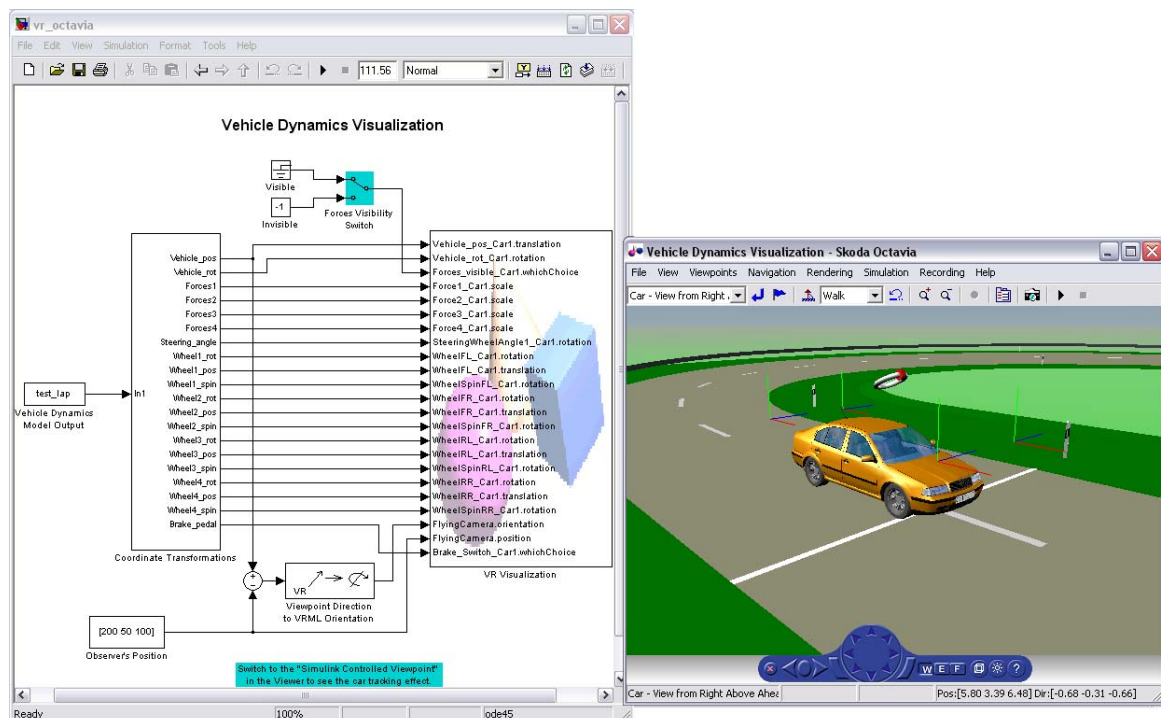 vr_octavia
File Edit View Simulation Format Tools Help
111.56 Normal
Vehicle Dynamics Visualization
Visible
-1
Invisible
Forces Visibility
Switch
test_lap
Vehicle Dynamics
Model Output
In1
Vehicle_pos
Vehicle_rot
Forces1
Forces2
Forces3
Forces4
Steering_angle
Wheel1_rot
Wheel1_pos
Wheel1_spin
Wheel2_rot
Wheel2_pos
Wheel2_spin
Wheel3_rot
Wheel3_pos
Wheel3_spin
Wheel4_rot
Wheel4_pos
Wheel4_spin
Brake_pedal
Coordinate Transformations
Vehicle_pos_Car1.translation
Vehicle_rot_Car1.rotation
Forces_visible_Car1.whichChoice
Force1_Car1.scale
Force2_Car1.scale
Force3_Car1.scale
Force4_Car1.scale
SteeringWheelAngle1_Car1.rotation
WheelFL_Car1.rotation
WheelFL_Car1.translation
WheelSpinFL_Car1.rotation
WheelFR_Car1.rotation
WheelFR_Car1.translation
WheelSpinFR_Car1.rotation
WheelRL_Car1.rotation
WheelRL_Car1.translation
WheelSpinRL_Car1.rotation
WheelRR_Car1.rotation
WheelRR_Car1.translation
WheelSpinRR_Car1.rotation
FlyingCamera.orientation
FlyingCamera.position
Brake_Switch_Car1.whichChoice
VR Visualization
VR
Viewpoint Direction
to VRML Orientation
[200 50 100]
Observer's Position
Switch to the "Simulink Controlled Viewpoint"
in the Viewer to see the car tracking effect.
Ready 100% ode45
Vehicle Dynamics Visualization - Skoda Octavia
File View Viewpoints Navigation Rendering Simulation Recording Help
Car - View from Right Walk
W E F ?
Car - View from Right Above Ahea Pos:[5.80 3.39 6.48] Dir:[-0.68 -0.31 -0.66]